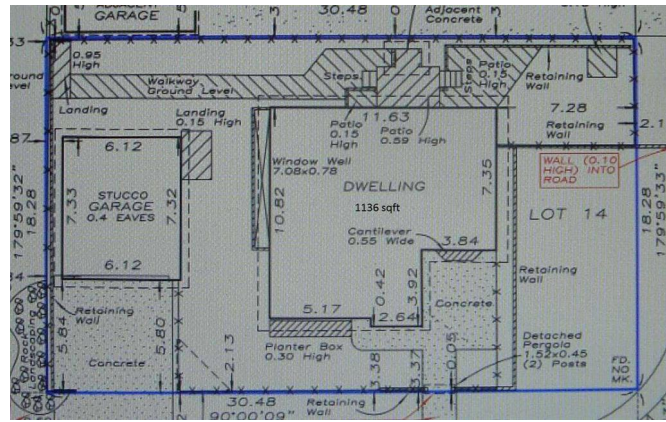 GARAGE
30.48
Adjacent
Concrete
0.95
High
Walkway
Ground Level
Steps
Steps
Patio
0.15
High
Retaining
Wall
7.28
Landing
Landing
0.15 High
Patio
0.15
High
11.63
Patio
0.59 High
Retaining
Wall
2.1
WALL (0.10
HIGH) INTO
ROAD
6.12
Window Well
7.08x0.78
7.35
7.33
STUCCO
GARAGE
0.4 EAVES
7.32
10.82
DWELLING
1136 sqft
LOT 14
179°59'32"
18.28
179°59'33"
18.28
Cantilever
0.55 Wide
3.84
6.12
Retaining
Wall
0.42
3.92
Concrete
5.17
2.64
Retaining
Wall
5.84
5.80
Concrete
2.13
Planter Box
0.30 High
3.38
3.37
0.05
Detached
Pergola
1.52x0.45
(2) Posts
FD.
NO
MK.
30.48
90°00'09"
Retaining
Wall